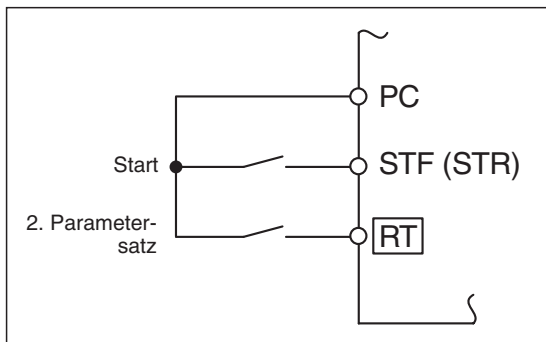 PC
Start
STF (STR)
2. Parameter-
satz
RT